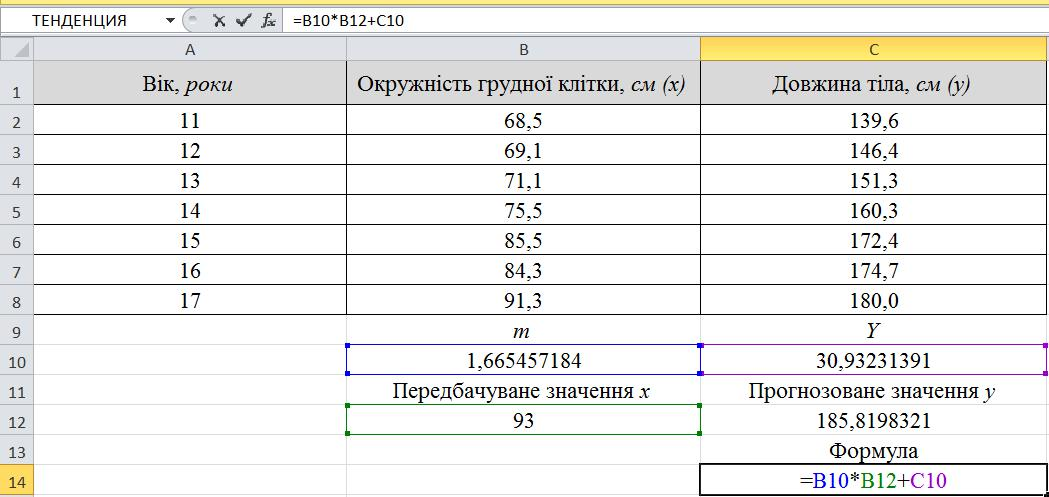 ТЕНДЕНЦИЯ fx =B10*B12+C10
A B C
1 Вік, роки Окружність грудної клітки, см (x) Довжина тіла, см (y)
2 11 68,5 139,6
3 12 69,1 146,4
4 13 71,1 151,3
5 14 75,5 160,3
6 15 85,5 172,4
7 16 84,3 174,7
8 17 91,3 180,0
9 m Y
10 1,665457184 30,93231391
11 Передбачуване значення x Прогнозоване значення y
12 93 185,8198321
13 Формула
14 =B10*B12+C10